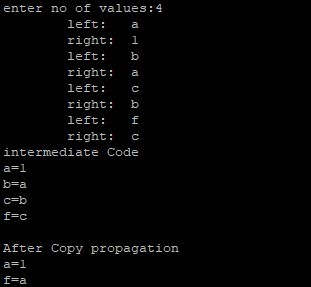 enter no of values:4
left: a
right: 1
left: b
right: a
left: c
right: b
left: f
right: c
intermediate Code
a=1
b=a
c=b
f=c
After Copy propagation
a=1
f=a